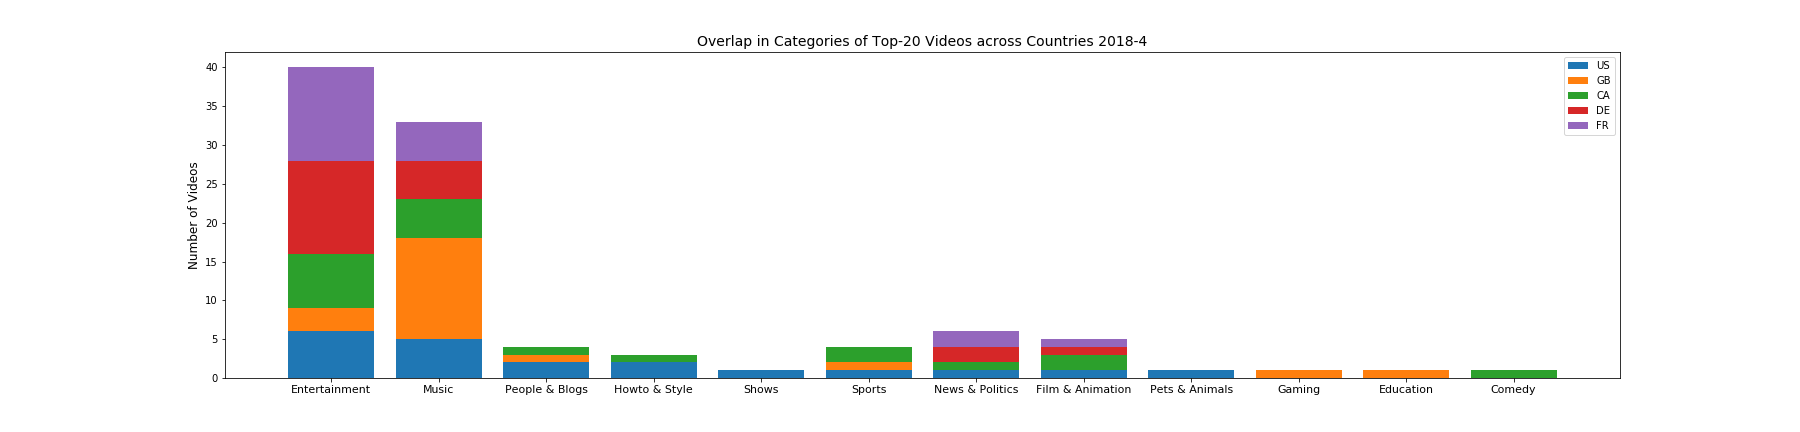 Overlap in Categories of Top-20 Videos across Countries 2018-4
US
GB
CA
DE
FR
Number of Videos
40
35
30
25
20
15
10
5
0
Entertainment Music People & Blogs Howto & Style Shows Sports News & Politics Film & Animation Pets & Animals Gaming Education Comedy